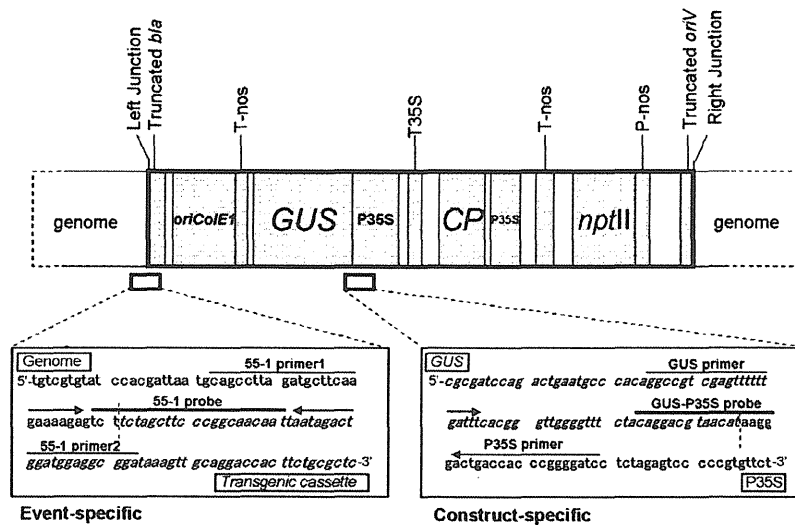 Left Junction
Truncated bla
T-nos
T35S
T-nos
P-nos
Truncated oriV
Right Junction
genome
oriColE1
GUS
P35S
CP
P35S
nptII
genome
Genome
55-1 primer1
5'-tgtcgtgtat ccacgattaa tgcagcctta gatgcttcaa
55-1 probe
gaaaagagtc ttctagcttc ccggcaacaa ttaatagact
55-1 primer2
ggatggaggc ggataaagtt gcaggaccac ttctgcgctc-3'
Transgenic cassette
Event-specific
GUS
GUS primer
5'-cgcgatccag actgaatgcc cacaggccgt cgagtttttt
GUS-P35S probe
gatttcacgg gttggggttt ctacaggacg taacataagg
P35S primer
gactgaccac ccggggatcc tctagagtcc cccgtgttct-3'
P35S
Construct-specific